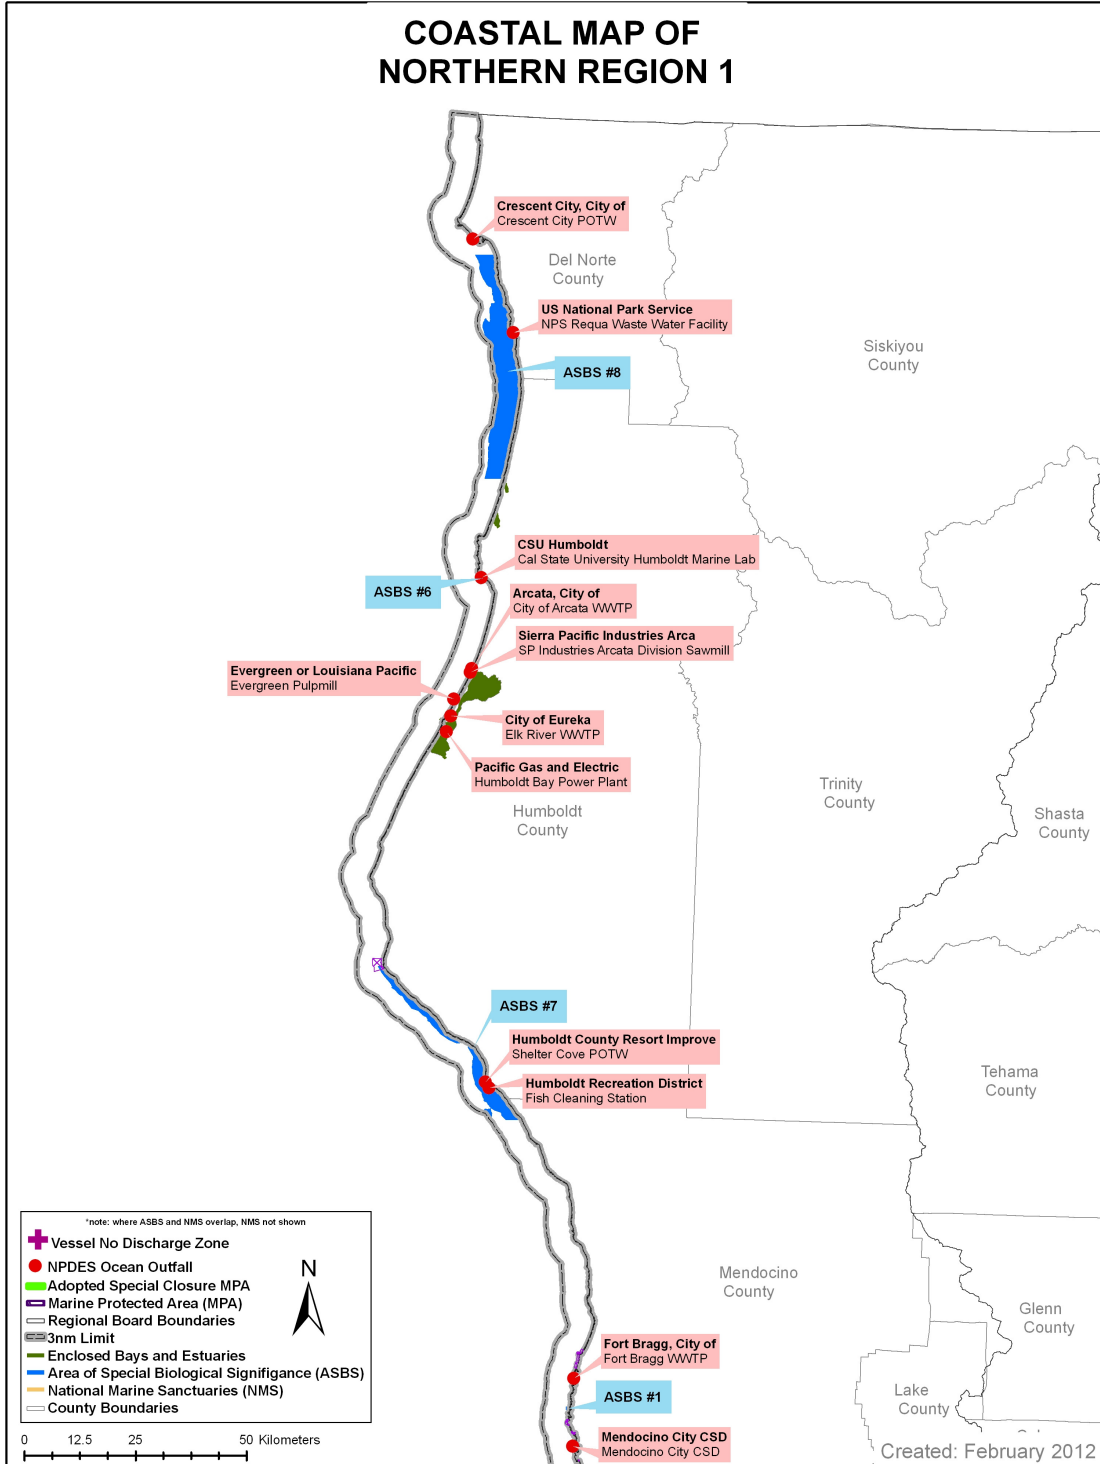 COASTAL MAP OF
NORTHERN REGION 1
Crescent City, City of
Crescent City POTW
Del Norte
County
US National Park Service
NPS Requa Waste Water Facility
Siskiyou
County
ASBS #8
CSU Humboldt
Cal State University Humboldt Marine Lab
ASBS #6
Arcata, City of
City of Arcata WWTP
Sierra Pacific Industries Arca
SP Industries Arcata Division Sawmill
Evergreen or Louisiana Pacific
Evergreen Pulpmill
City of Eureka
Elk River WWTP
Pacific Gas and Electric
Humboldt Bay Power Plant
Humboldt
County
Trinity
County
Shasta
County
ASBS #7
Humboldt County Resort Improve
Shelter Cove POTW
Humboldt Recreation District
Fish Cleaning Station
Tehama
County
Mendocino
County
Glenn
County
Fort Bragg, City of
Fort Bragg WWTP
ASBS #1
Lake
County
Mendocino City CSD
Mendocino City CSD
*note: where ASBS and NMS overlap, NMS not shown
Vessel No Discharge Zone
NPDES Ocean Outfall
Adopted Special Closure MPA
Marine Protected Area (MPA)
Regional Board Boundaries
3nm Limit
Enclosed Bays and Estuaries
Area of Special Biological Signifigance (ASBS)
National Marine Sanctuaries (NMS)
County Boundaries
N
0 12.5 25 50 Kilometers
Created: February 2012